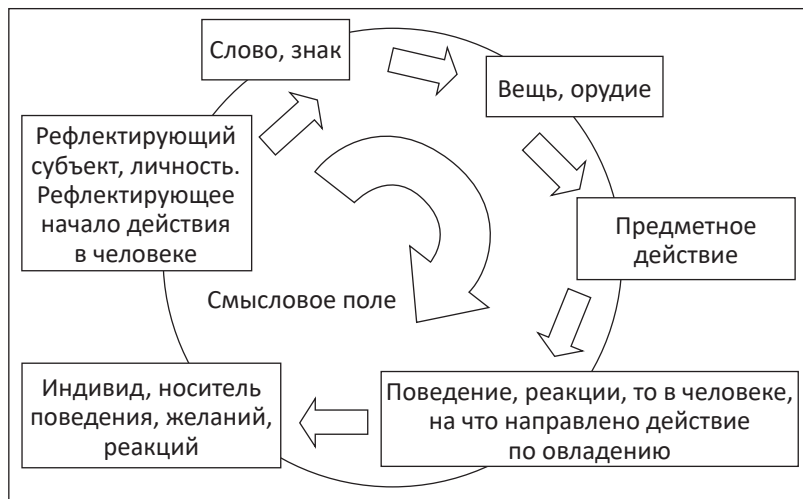 Слово, знак
Вещь, орудие
Рефлектирующий
субъект, личность.
Рефлектирующее
начало действия
в человеке
Предметное
действие
Смысловое поле
Индивид, носитель
поведения, желаний,
реакций
Поведение, реакции, то в человеке,
на что направлено действие
по овладению